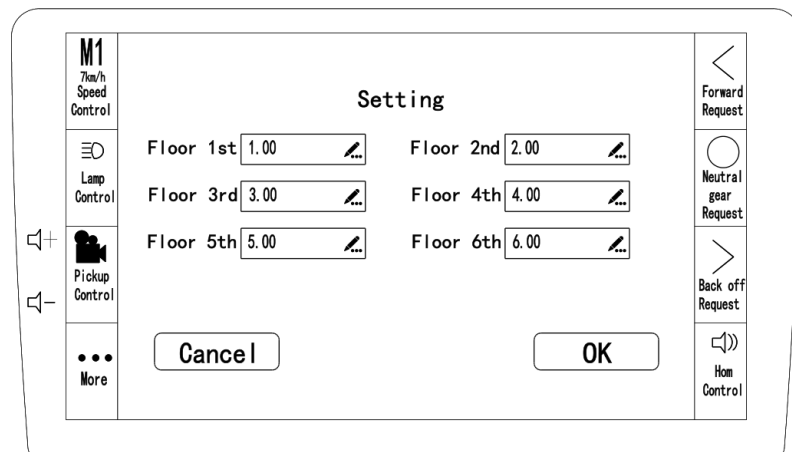 M1
7km/h
Speed
Control
Lamp
Control
Pickup
Control
More
Setting
Floor 1st 1.00
Floor 2nd 2.00
Floor 3rd 3.00
Floor 4th 4.00
Floor 5th 5.00
Floor 6th 6.00
Cancel
OK
Forward
Request
Neutral
gear
Request
Back off
Request
Hom
Control